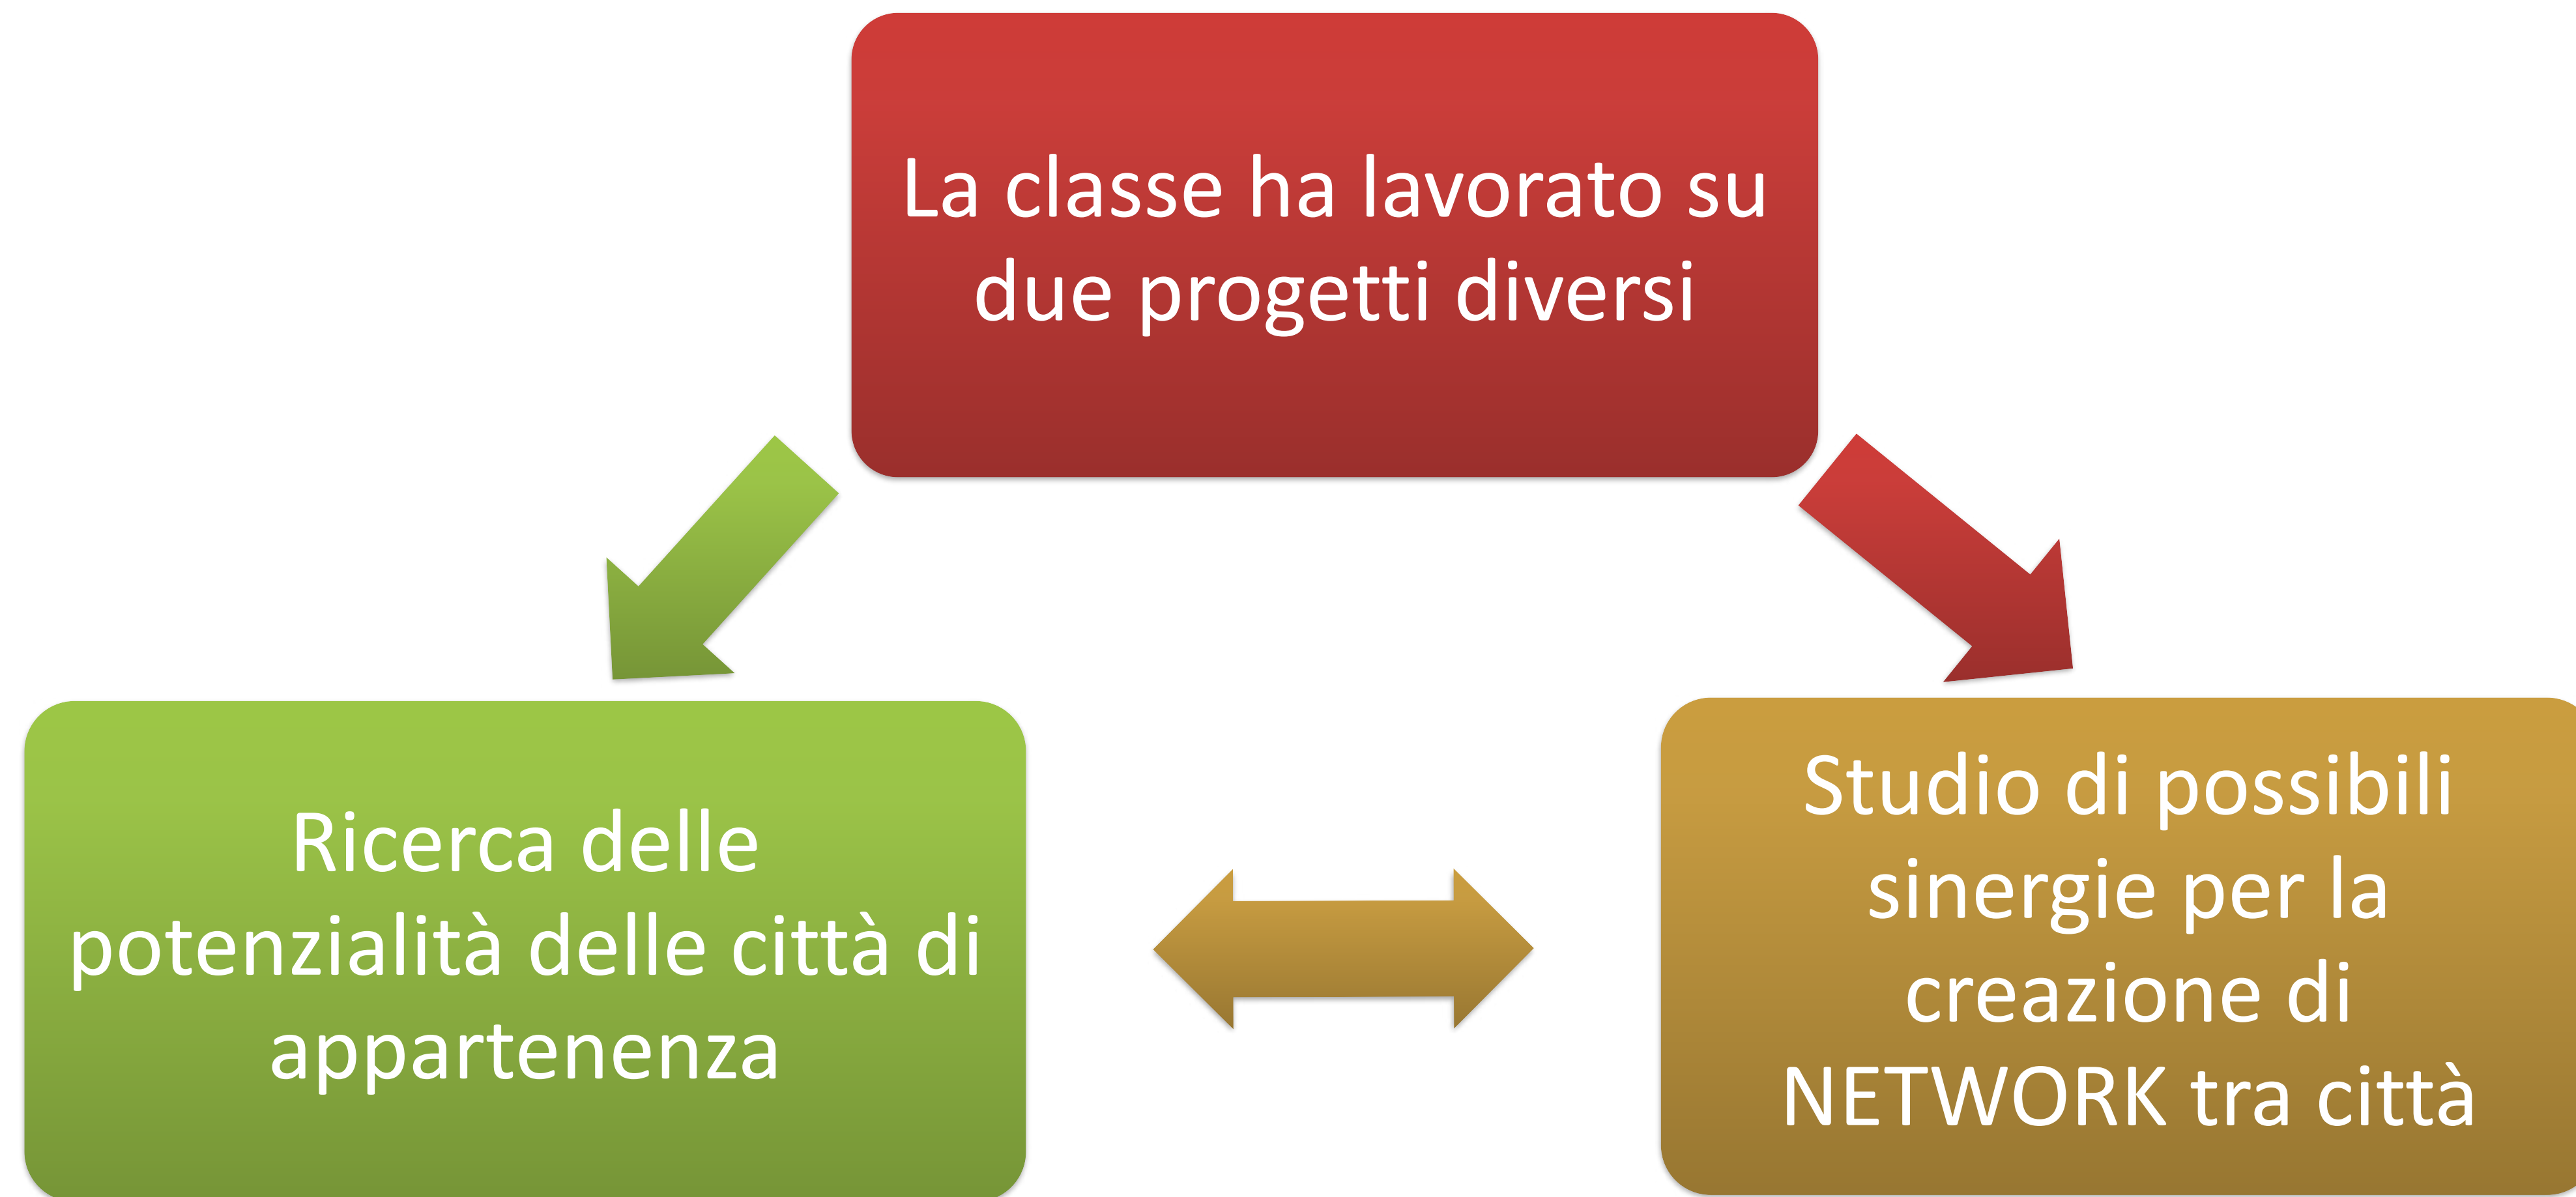 La classe ha lavorato su
due progetti diversi
Ricerca delle
potenzialità delle città di
appartenenza
Studio di possibili
sinergie per la
creazione di
NETWORK tra città